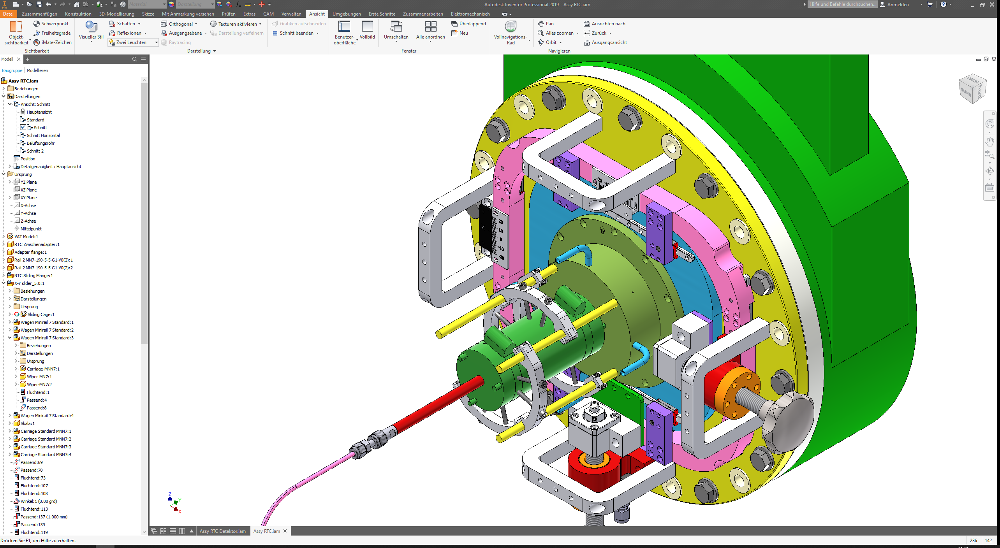 Material
Darstellung
Autodesk Inventor Professional 2019 Assy RTC.iam
Hilfe und Befehle durchsuchen..
Anmelden
PRO
Datei Zusammenfügen Konstruktion 3D-Modellierung Skizze Mit Anmerkung versehen Prüfen Extras CAM Verwalten Ansicht Umgebungen Erste Schritte Zusammenarbeiten Elektromechanisch
Objekt-
sichtbarkeit
Schwerpunkt
Freiheitsgrade
iMate-Zeichen
Sichtbarkeit
Visueller Stil
Schatten
Reflexionen
Zwei Leuchten
Orthogonal
Ausgangsebene
Raytracing
Texturen aktivieren
Darstellung verfeinern
Darstellung
Grafiken aufschneiden
Schnitt beenden
Benutzer-
oberfläche
Vollbild
Umschalten
Alle anordnen
Überlappend
Neu
Fenster
Vollnavigations-
Rad
Pan
Alles zoomen
Orbit
Ausrichten nach
Zurück
Ausgangsansicht
Navigieren
Modell
Baugruppe Modellieren
Assy RTC.iam
Beziehungen
Darstellungen
Ansicht: Schnitt
Hauptansicht
Standard
Schnitt
Schnitt Horizontal
Belüftungsrohr
Schnitt 2
Position
Detailgenauigkeit : Hauptansicht
Ursprung
YZ Plane
XZ Plane
XY Plane
X-Achse
Y-Achse
Z-Achse
Mittelpunkt
VAT Model:1
RTC Zwischenadapter:1
Adapter flange:1
Rail 2 MN7-190-5-5-G1-V0(2):1
Rail 2 MN7-190-5-5-G1-V0(2):2
RTC Sliding Flange:1
X-Y slider_5.0:1
Beziehungen
Darstellungen
Ursprung
Sliding Cage:1
Wagen Minirail 7 Standard:1
Wagen Minirail 7 Standard:2
Wagen Minirail 7 Standard:3
Beziehungen
Darstellungen
Ursprung
Carriage-MNN7:1
Wiper-MN7:1
Wiper-MN7:2
Fluchtend:1
Passend:4
Passend:8
Wagen Minirail 7 Standard:4
Skala:1
Carriage Standard MNN7:1
Carriage Standard MNN7:2
Carriage Standard MNN7:3
Carriage Standard MNN7:4
Passend:69
Passend:70
Fluchtend:73
Fluchtend:107
Fluchtend:108
Winkel:1 (0.00 grd)
Fluchtend:113
Passend:137 (1.000 mm)
Passend:139
Fluchtend:119
VORNE
UNTEN
RECHTS
-20
20
10
0
-10
-20
Z
Y
X
Assy RTC Detektor.iam
Assy RTC.iam
Drücken Sie F1, um Hilfe zu erhalten.
236 142